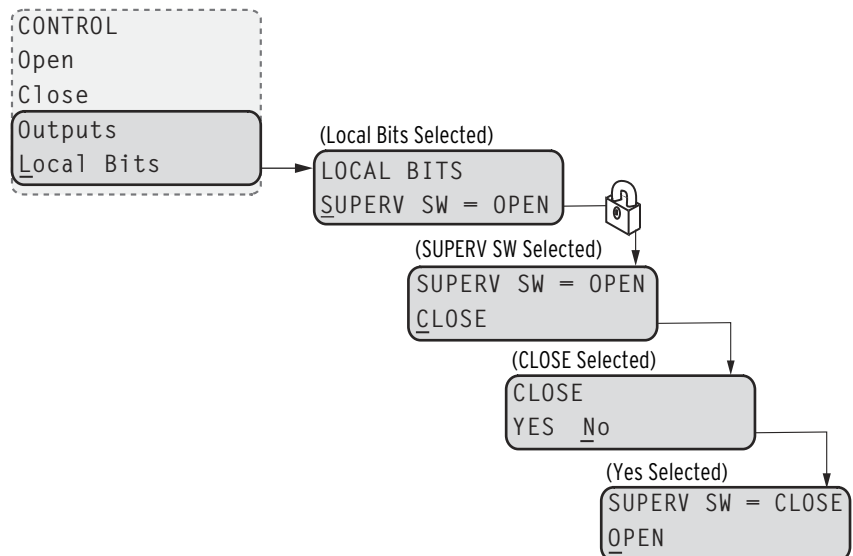 CONTROL
Open
Close
Outputs
Local Bits
(Local Bits Selected)
LOCAL BITS
SUPERV SW = OPEN
(SUPERV SW Selected)
SUPERV SW = OPEN
CLOSE
(CLOSE Selected)
CLOSE
YES No
(Yes Selected)
SUPERV SW = CLOSE
OPEN